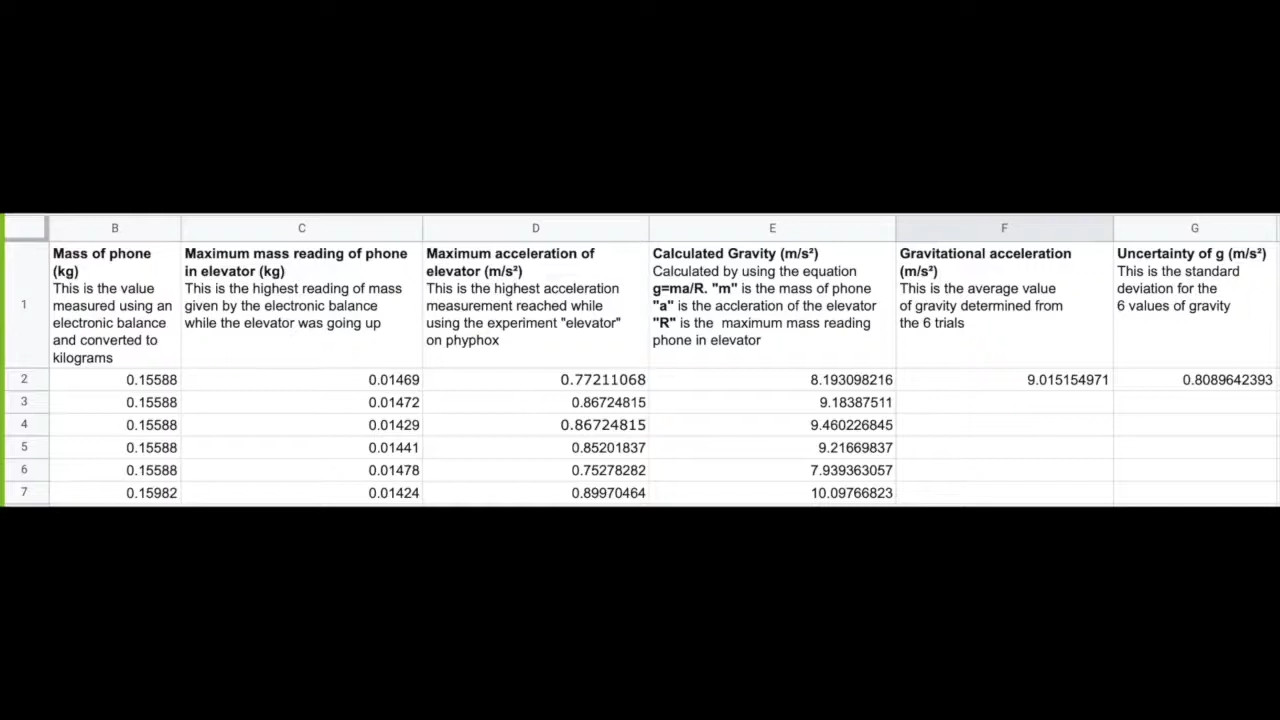 B C D E F G
1
Mass of phone
(kg)
This is the value
measured using an
electronic balance
and converted to
kilograms
Maximum mass reading of phone
in elevator (kg)
This is the highest reading of mass
given by the electronic balance
while the elevator was going up
Maximum acceleration of
elevator (m/s²)
This is the highest acceleration
measurement reached while
using the experiment "elevator"
on phyphox
Calculated Gravity (m/s²)
Calculated by using the equation
g=ma/R. "m" is the mass of phone
"a" is the accleration of the elevator
"R" is the maximum mass reading
phone in elevator
Gravitational acceleration
(m/s²)
This is the average value
of gravity determined from
the 6 trials
Uncertainty of g (m/s²)
This is the standard
deviation for the
6 values of gravity
2 0.15588 0.01469 0.77211068 8.193098216 9.015154971 0.8089642393
3 0.15588 0.01472 0.86724815 9.18387511
4 0.15588 0.01429 0.86724815 9.460226845
5 0.15588 0.01441 0.85201837 9.21669837
6 0.15588 0.01478 0.75278282 7.939363057
7 0.15982 0.01424 0.89970464 10.09766823